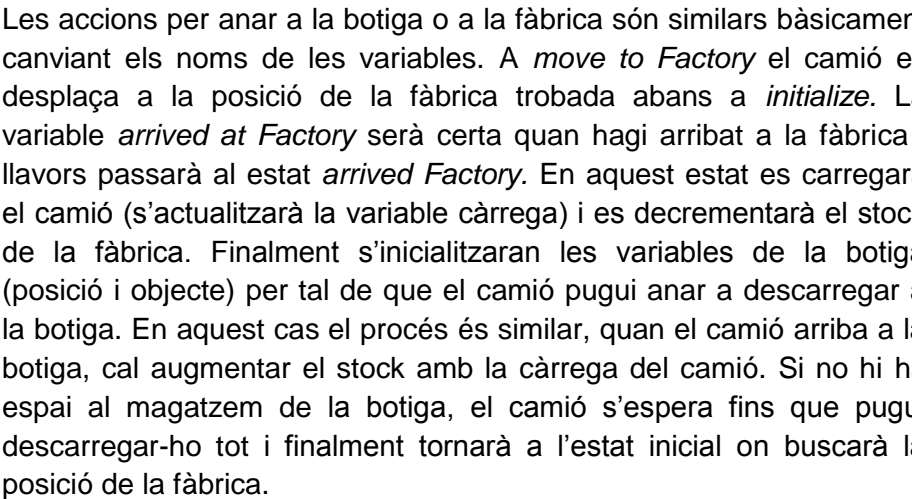 Les accions per anar a la botiga o a la fàbrica són similars bàsicamen
canviant els noms de les variables. A move to Factory el camió e
desplaça a la posició de la fàbrica trobada abans a initialize. L
variable arrived at Factory serà certa quan hagi arribat a la fàbrica
llavors passarà al estat arrived Factory. En aquest estat es carregar
el camió (s’actualitzarà la variable càrrega) i es decrementarà el stoc
de la fàbrica. Finalment s’inicialitzaran les variables de la botiga
(posició i objecte) per tal de que el camió pugui anar a descarregar a
la botiga. En aquest cas el procés és similar, quan el camió arriba a la
botiga, cal augmentar el stock amb la càrrega del camió. Si no hi h
espai al magatzem de la botiga, el camió s’espera fins que pugu
descarregar-ho tot i finalment tornarà a l’estat inicial on buscarà la
posició de la fàbrica.